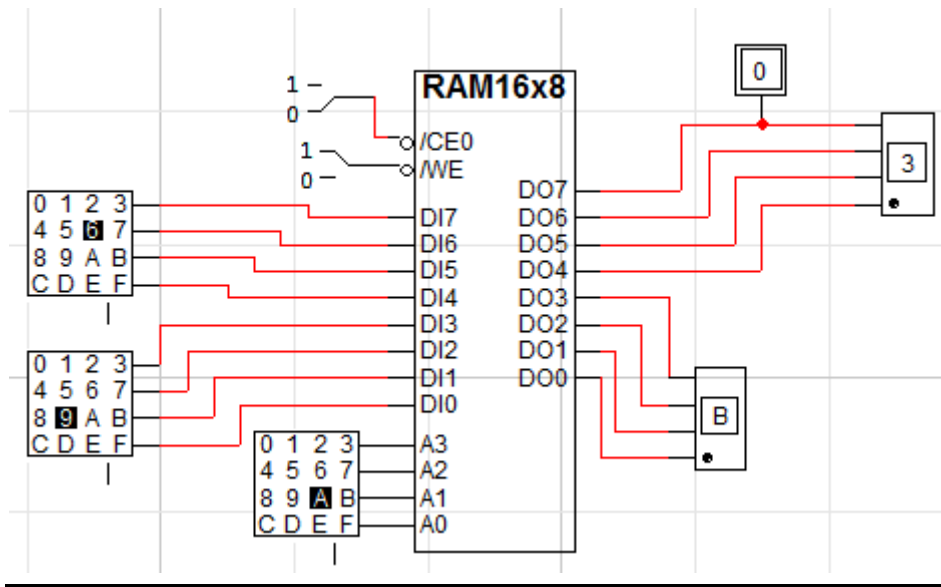 RAM16x8
0
1
0
/CE0
1
0
/WE
3
0 1 2 3
4 5 6 7
8 9 A B
C D E F
DI7
DI6
DI5
DI4
DI3
DI2
DI1
DI0
DO7
DO6
DO5
DO4
DO3
DO2
DO1
DO0
0 1 2 3
4 5 6 7
8 9 A B
C D E F
B
0 1 2 3
4 5 6 7
8 9 A B
C D E F
A3
A2
A1
A0